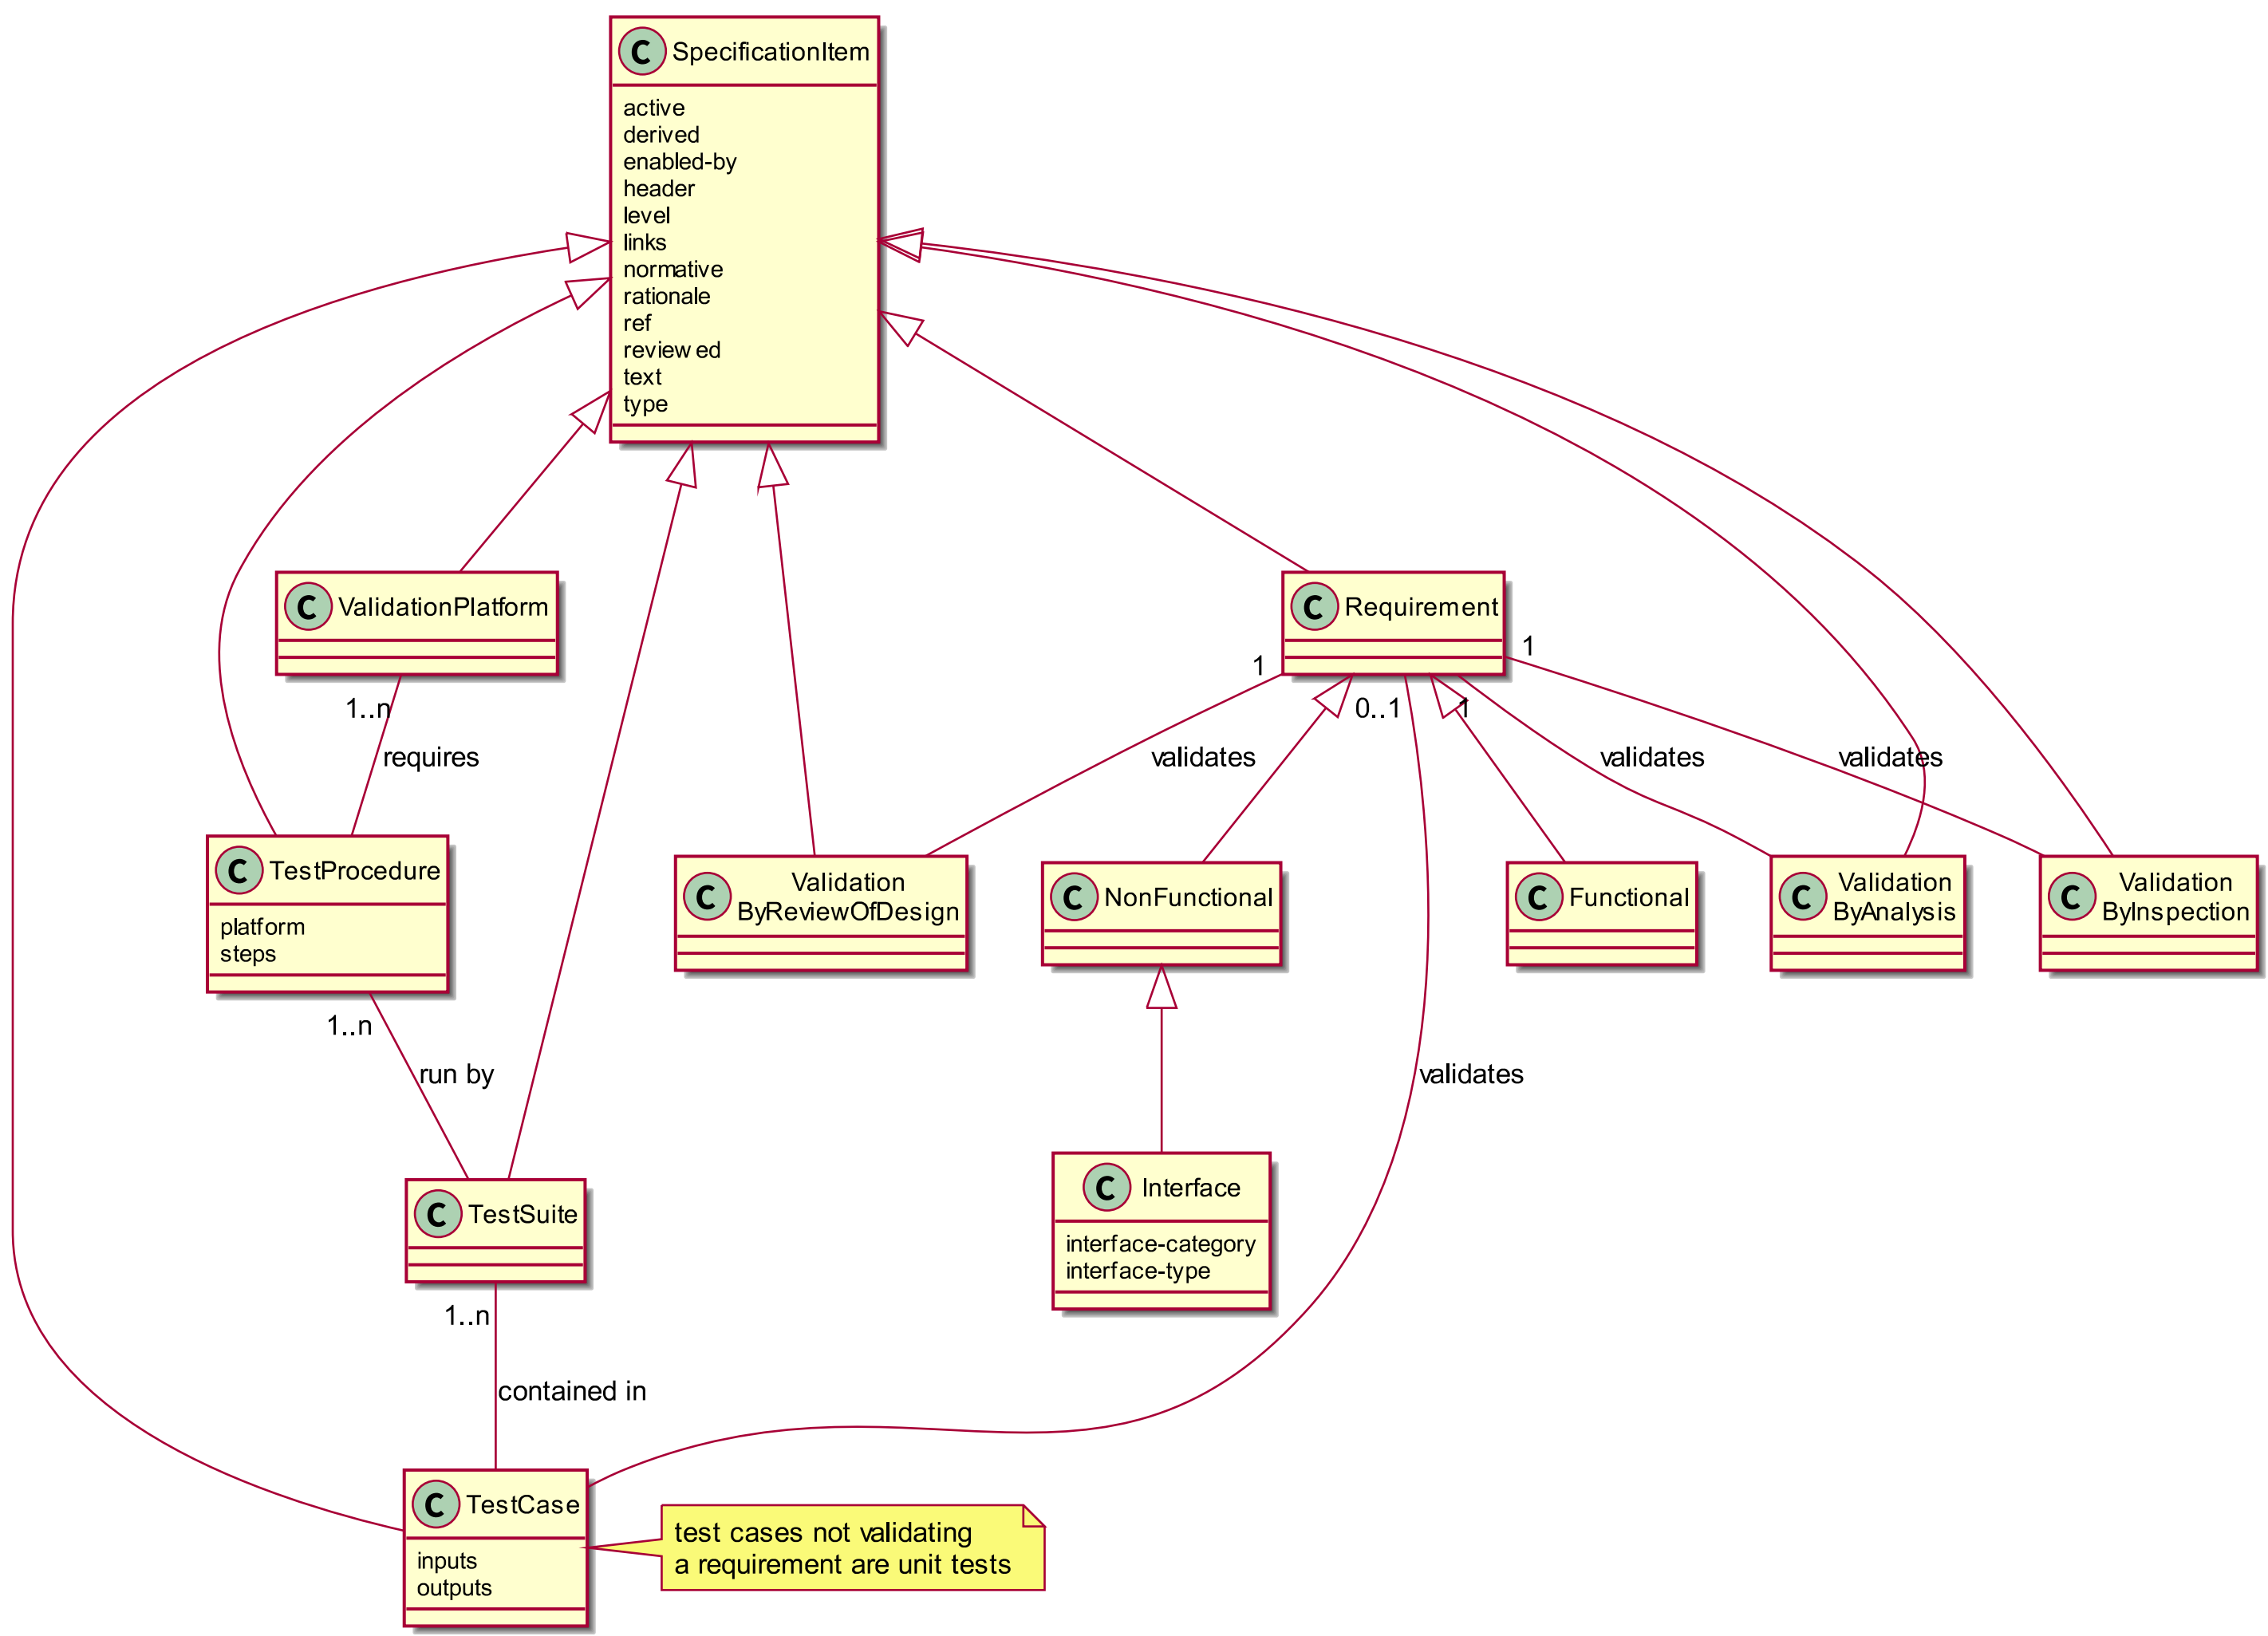 C SpecificationItem
active
derived
enabled-by
header
level
links
normative
rationale
ref
reviewed
text
type
C ValidationPlatform
C Requirement
1
1
1..n
0..1
1
requires
validates
validates
validates
C TestProcedure
platform
steps
C Validation
ByReviewOfDesign
C NonFunctional
C Functional
C Validation
ByAnalysis
C Validation
ByInspection
1..n
run by
validates
C TestSuite
C Interface
interface-category
interface-type
1..n
contained in
C TestCase
inputs
outputs
test cases not validating
a requirement are unit tests